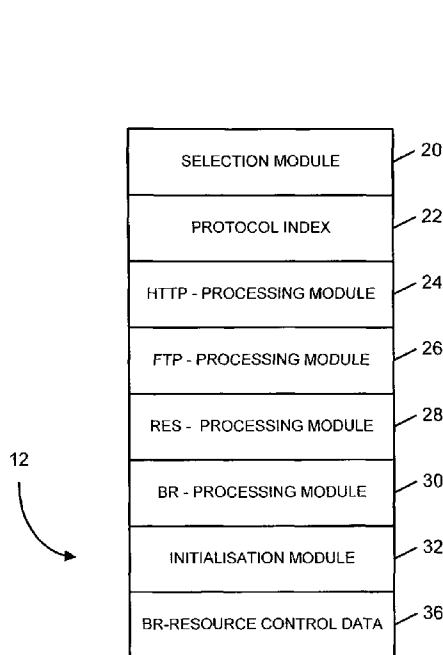 SELECTION MODULE 20
PROTOCOL INDEX 22
HTTP - PROCESSING MODULE 24
FTP - PROCESSING MODULE 26
RES - PROCESSING MODULE 28
12
BR - PROCESSING MODULE 30
INITIALISATION MODULE 32
BR-RESOURCE CONTROL DATA 36